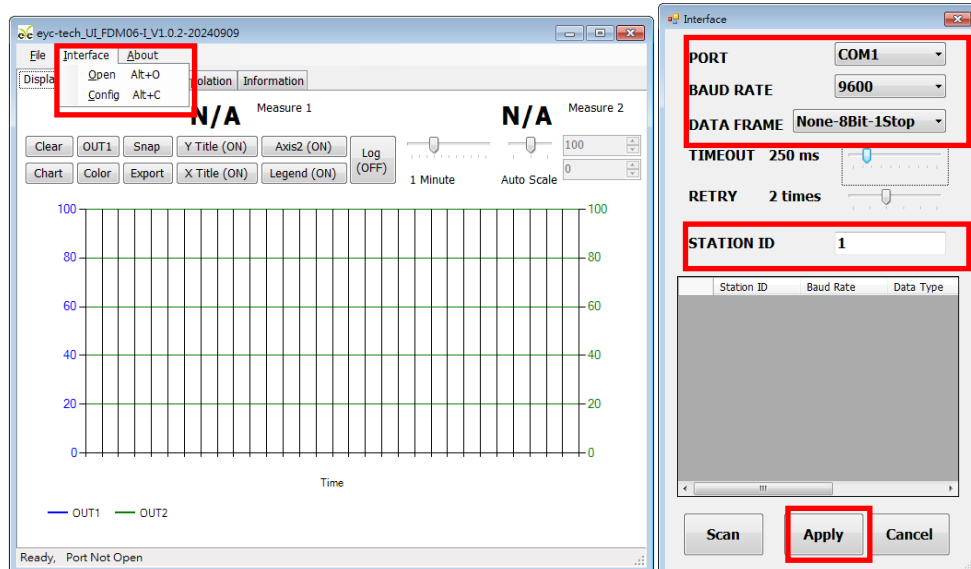 eyc-tech_UI_FDM06-I_V1.0.2-20240909
File Interface About
Open Alt+O
Config Alt+C
Information
N/A Measure 1 N/A Measure 2
Clear OUT1 Snap Y Title (ON) Axis2 (ON) Log (OFF) 100
Chart Color Export X Title (ON) Legend (ON) 1 Minute Auto Scale 0
100 100
80 80
60 60
40 40
20 20
0 0
Time
OUT1 OUT2
Ready, Port Not Open
Interface
PORT COM1
BAUD RATE 9600
DATA FRAME None-8Bit-1Stop
TIMEOUT 250 ms
RETRY 2 times
STATION ID 1
Station ID Baud Rate Data Type
Scan Apply Cancel